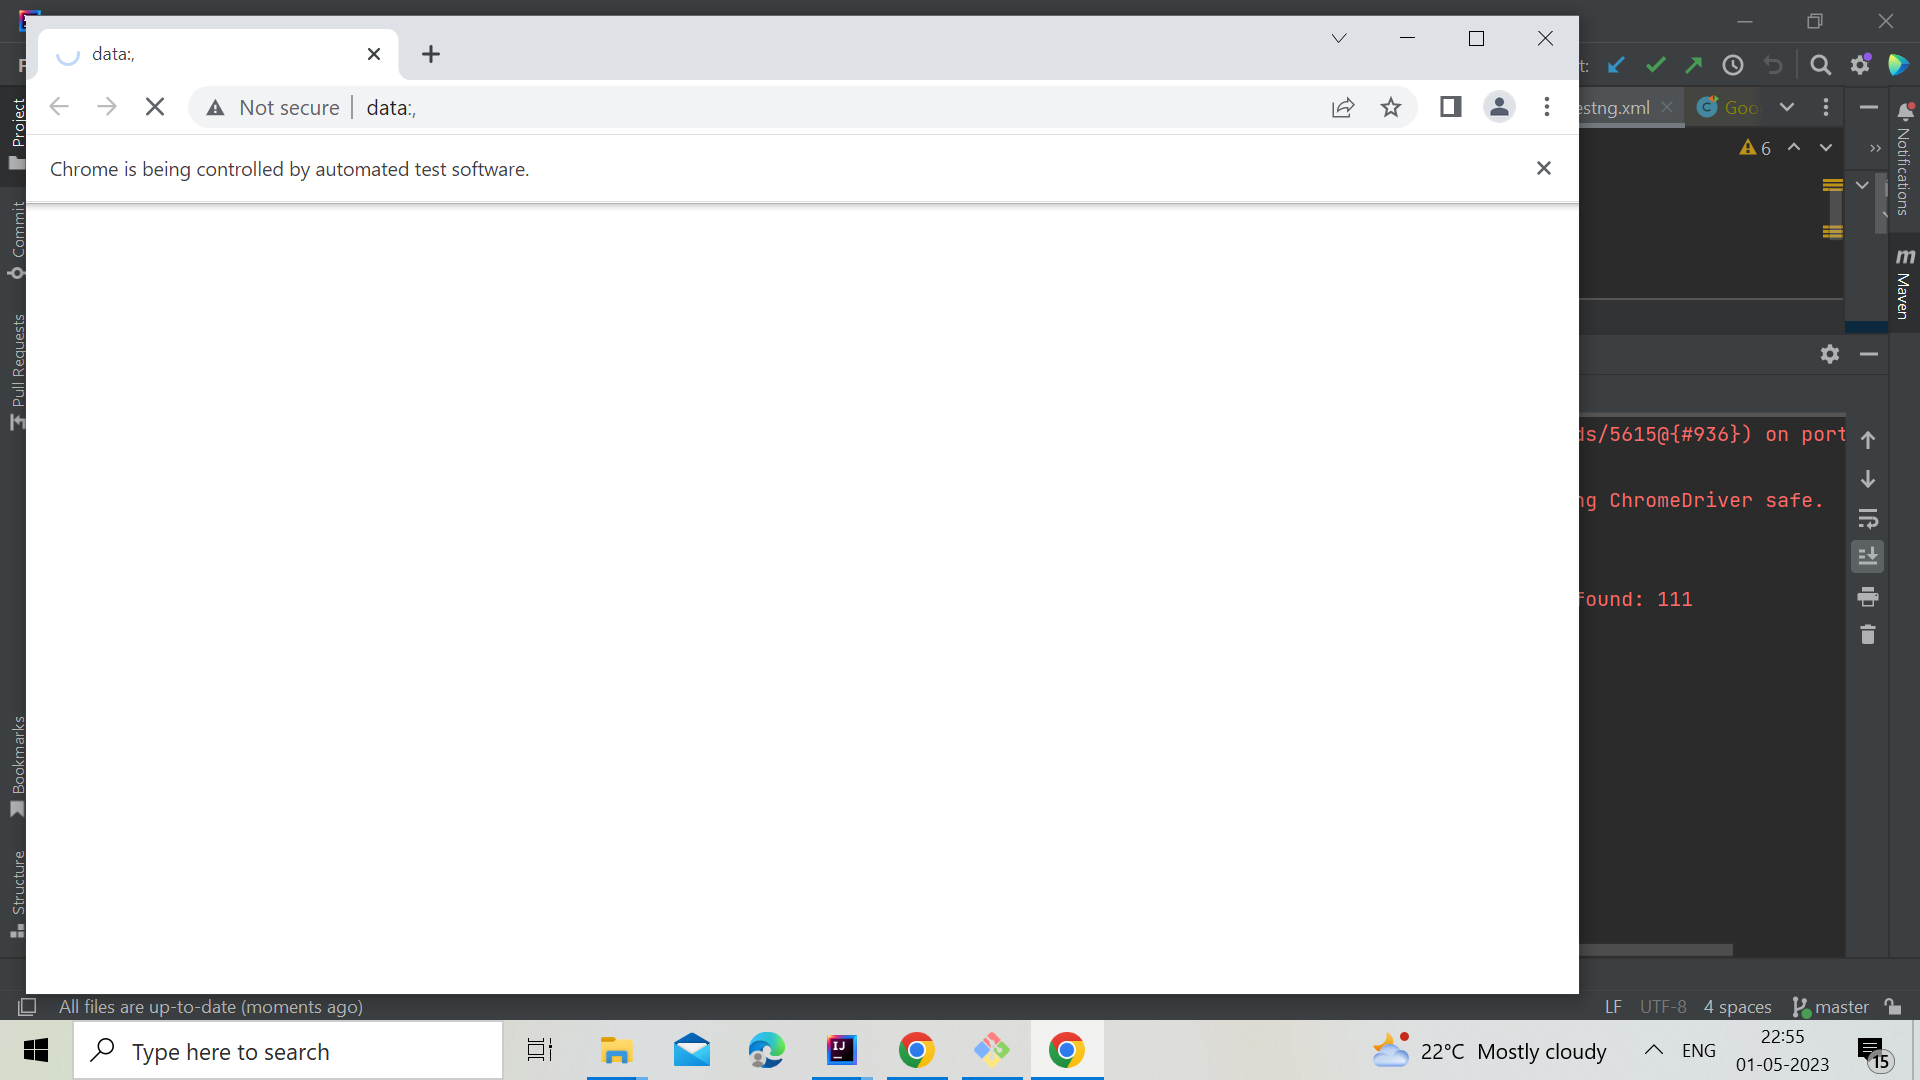 data:,
Not secure
data:,
Chrome is being controlled by automated test software.
Project
Commit
Pull Requests
Bookmarks
Structure
t:
estng.xml
Goo
6
Notifications
m
Maven
ds/5615@{#936}) on port
ng ChromeDriver safe.
found: 111
All files are up-to-date (moments ago)
LF
UTF-8
4 spaces
master
Type here to search
IJ
22°C Mostly cloudy
ENG
22:55
01-05-2023
15